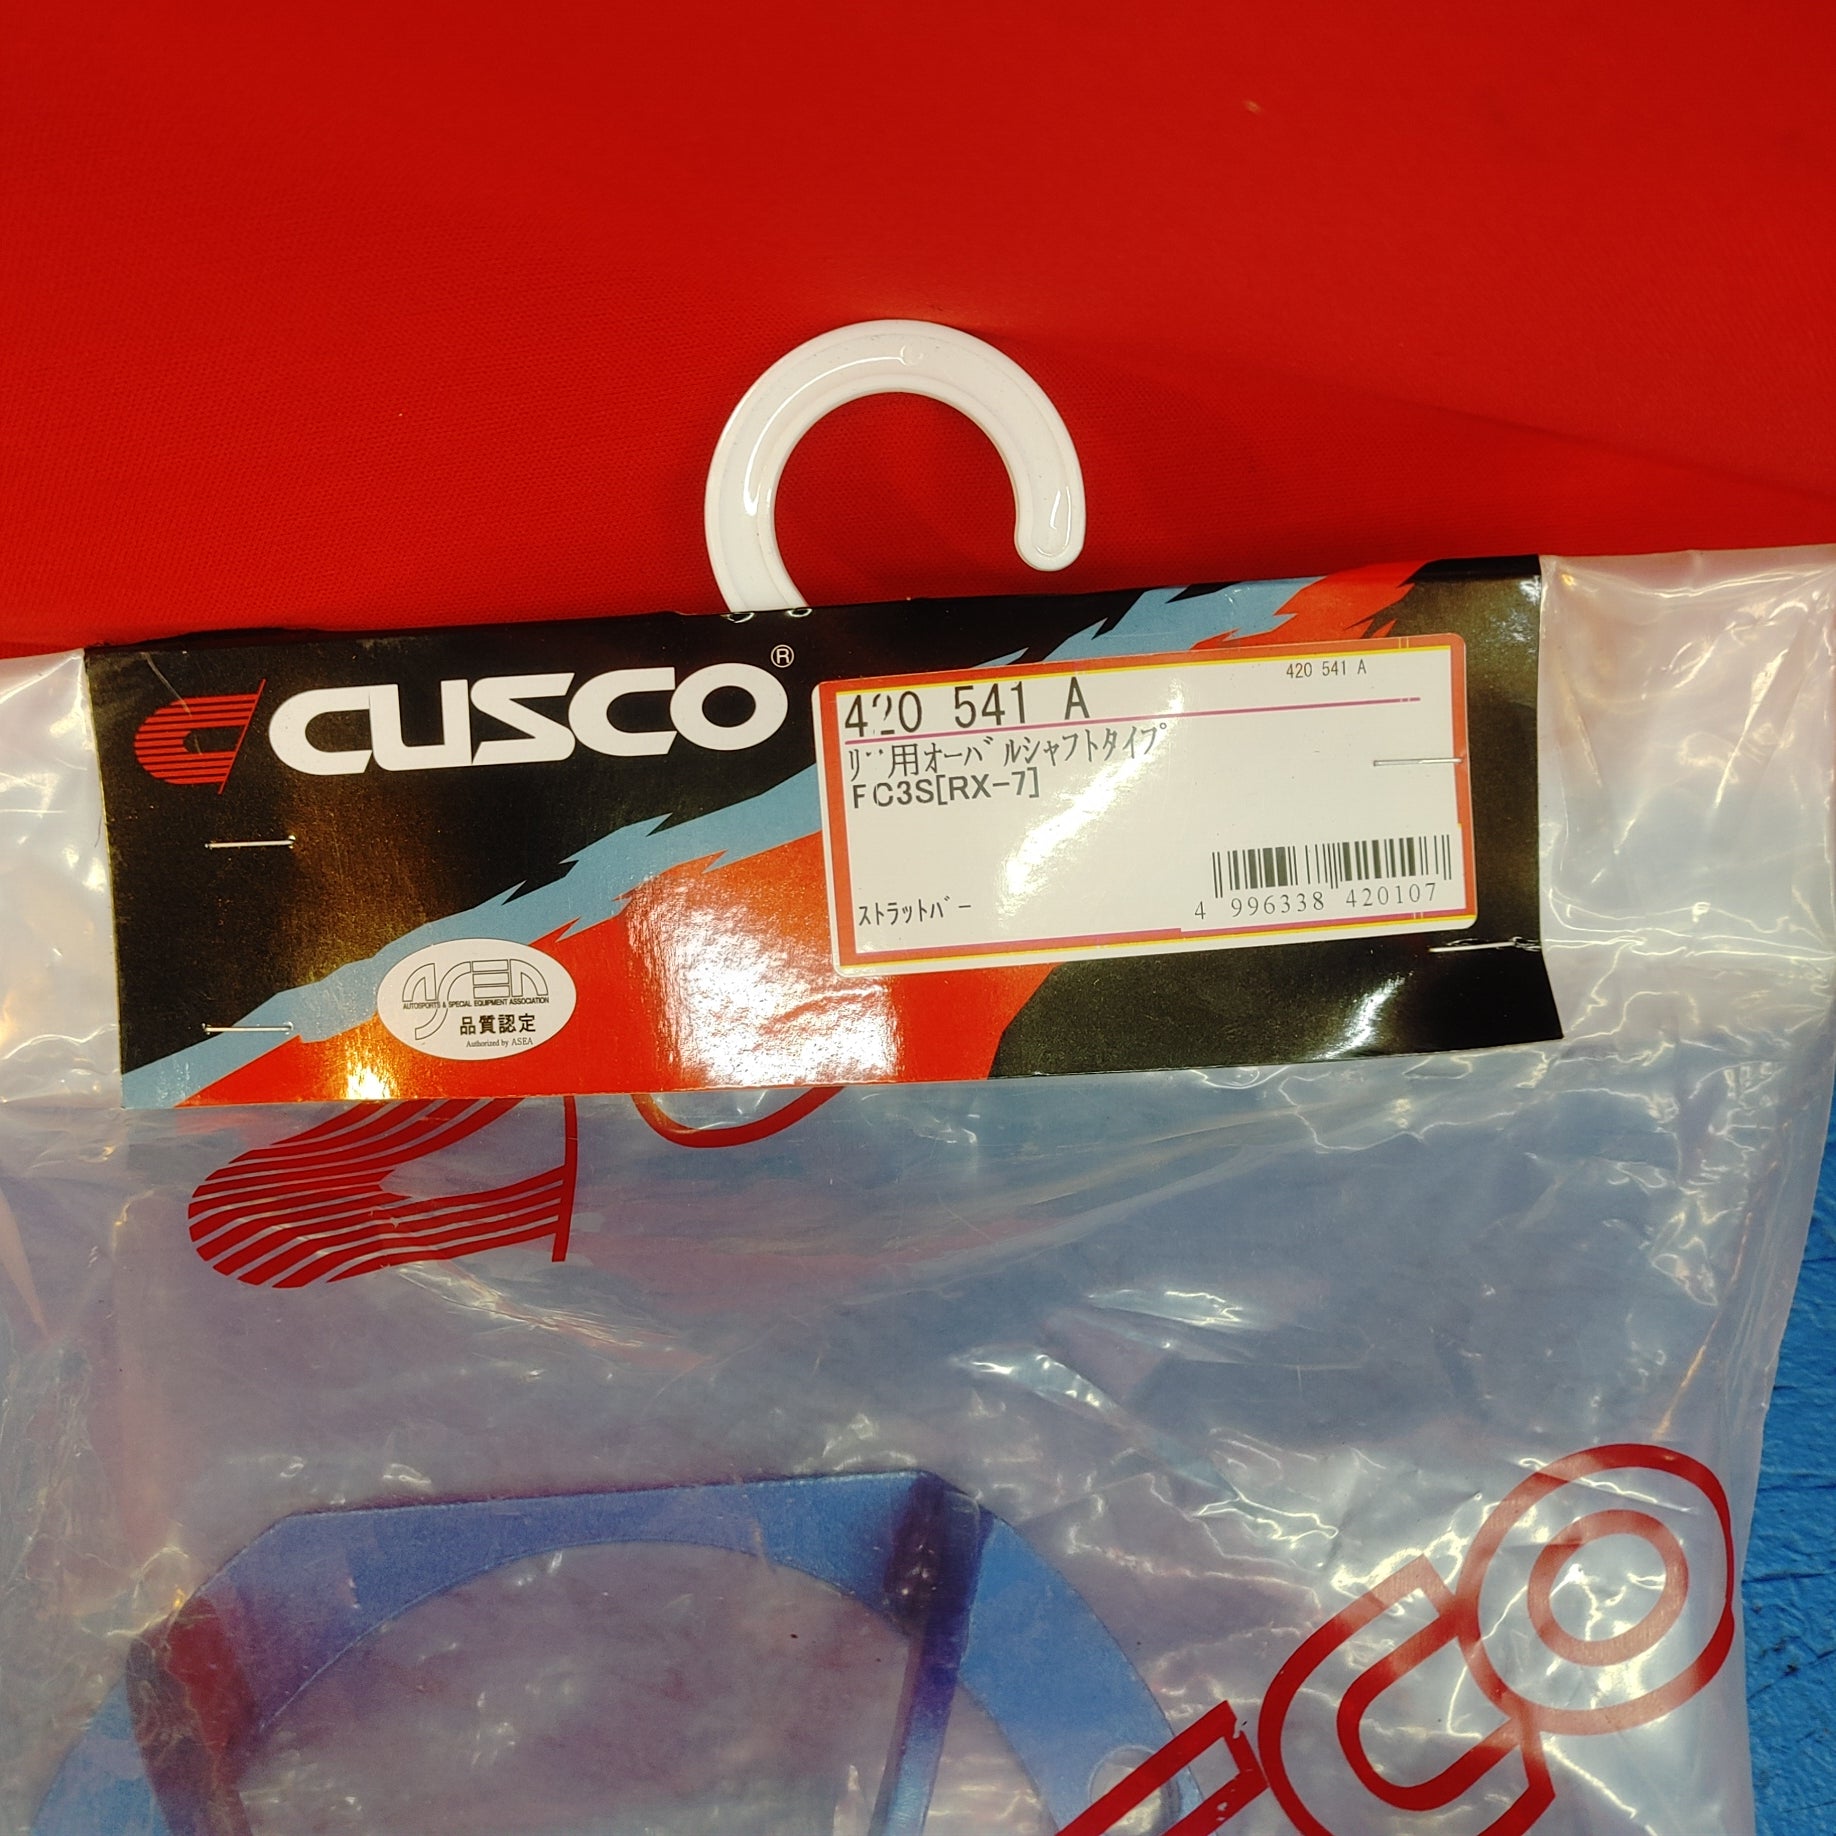 CUSCO®
420 541 A
420 541 A
用オーバルシャフトタイプ
FC3S[RX-7]
ストラットバー
4 996338 420107
ASEA
AUTOSPORTS & SPECIAL EQUIPMENT ASSOCIATION
品質認定
Authorized by ASEA